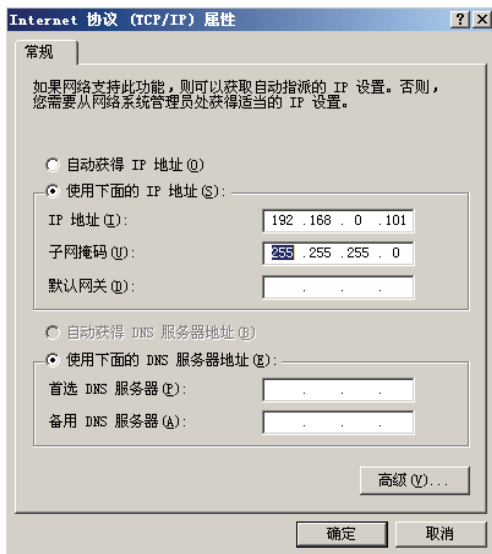 Internet 协议 (TCP/IP) 属性
常规
如果网络支持此功能，则可以获取自动指派的 IP 设置。否则，
您需要从网络系统管理员处获得适当的 IP 设置。
自动获得 IP 地址(O)
使用下面的 IP 地址(S):
IP 地址(I): 192 .168 . 0 .101
子网掩码(U): 255 .255 .255 . 0
默认网关(D): . . .
自动获得 DNS 服务器地址(B)
使用下面的 DNS 服务器地址(E):
首选 DNS 服务器(P): . . .
备用 DNS 服务器(A): . . .
高级(V)...
确定 取消